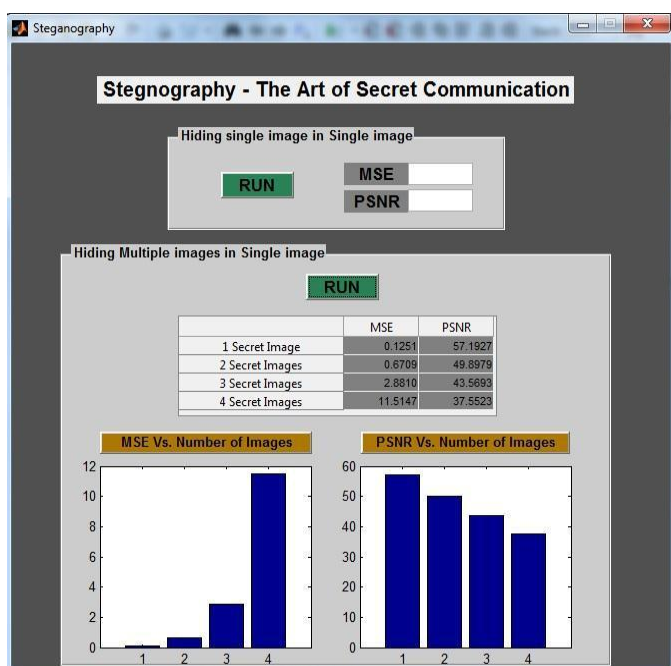 Steganography
Stegnography - The Art of Secret Communication
Hiding single image in Single image
RUN
MSE
PSNR
Hiding Multiple images in Single image
RUN
MSE PSNR
1 Secret Image 0.1251 57.1927
2 Secret Images 0.6709 49.8979
3 Secret Images 2.8810 43.5693
4 Secret Images 11.5147 37.5523
MSE Vs. Number of Images
PSNR Vs. Number of Images
12
10
8
6
4
2
0
1 2 3 4
60
50
40
30
20
10
0
1 2 3 4